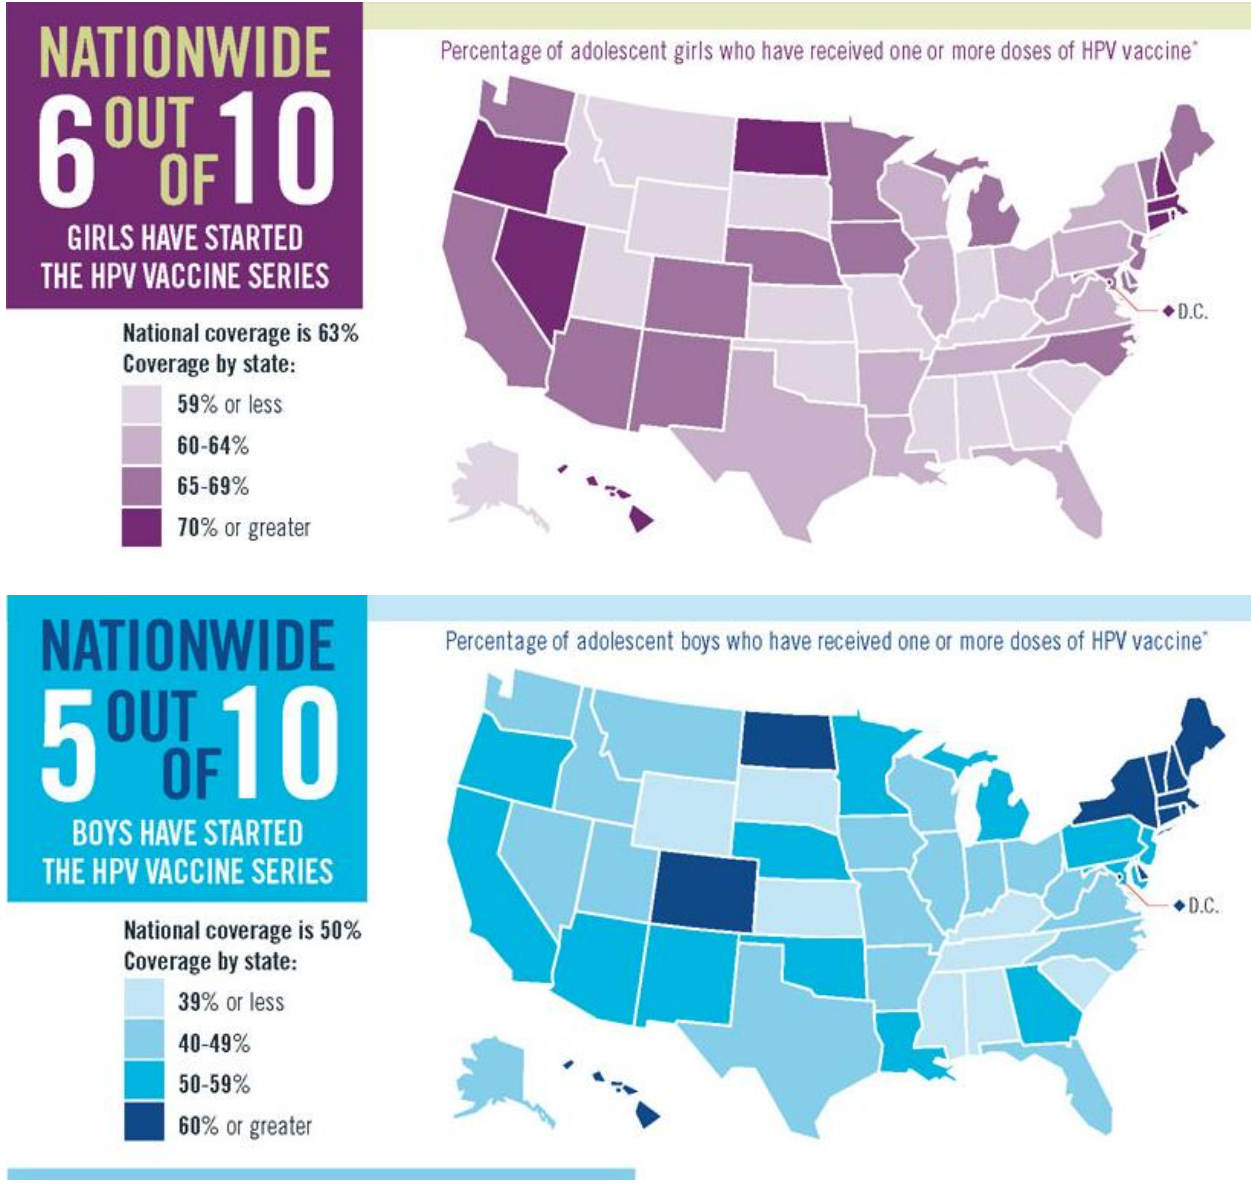 NATIONWIDE
6 OUT OF 10
GIRLS HAVE STARTED
THE HPV VACCINE SERIES
Percentage of adolescent girls who have received one or more doses of HPV vaccine*
National coverage is 63%
Coverage by state:
59% or less
60-64%
65-69%
70% or greater
D.C.
NATIONWIDE
5 OUT OF 10
BOYS HAVE STARTED
THE HPV VACCINE SERIES
Percentage of adolescent boys who have received one or more doses of HPV vaccine*
National coverage is 50%
Coverage by state:
39% or less
40-49%
50-59%
60% or greater
D.C.